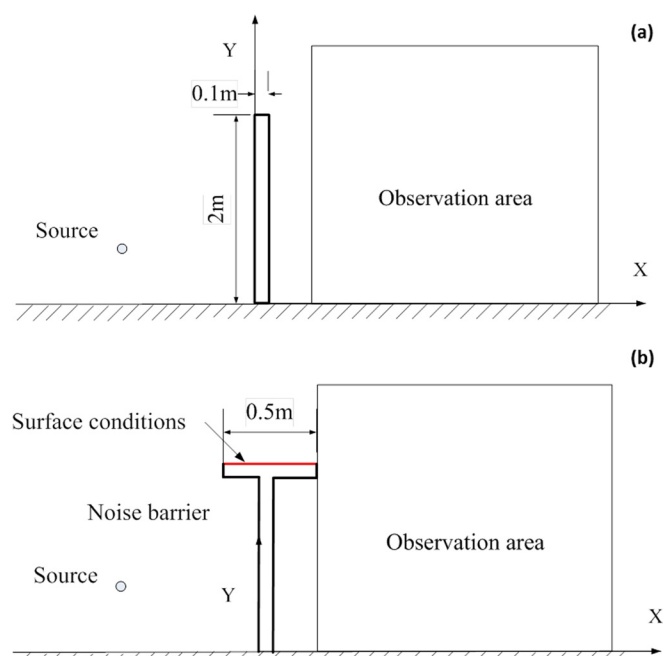 (a)
Y
0.1m
2m
Observation area
Source
X
(b)
0.5m
Surface conditions
Noise barrier
Observation area
Source
Y
X